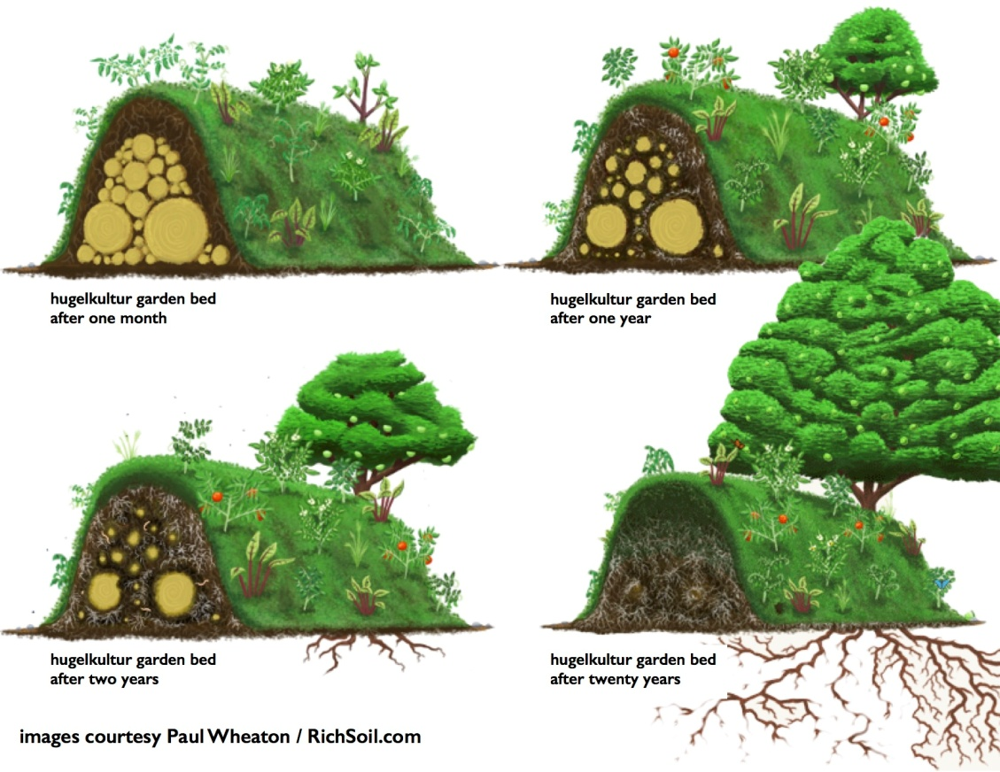 hugelkultur garden bed
after one month
hugelkultur garden bed
after one year
hugelkultur garden bed
after two years
hugelkultur garden bed
after twenty years
images courtesy Paul Wheaton / RichSoil.com